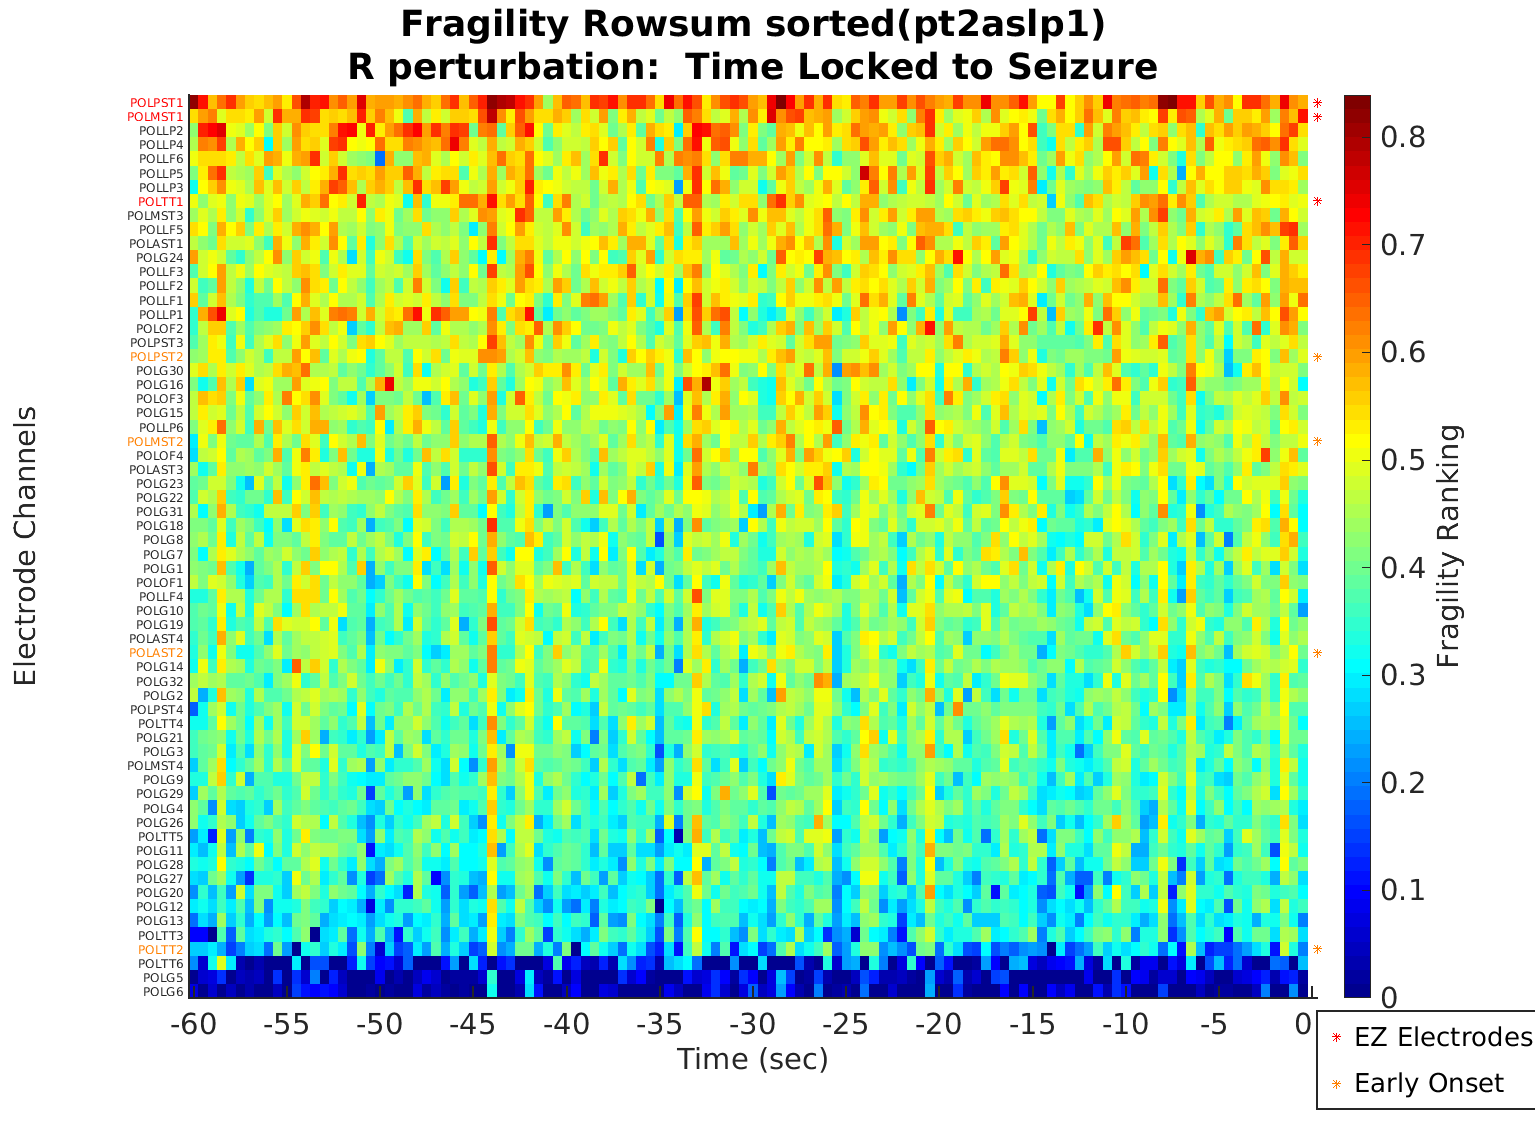 Fragility Rowsum sorted(pt2aslp1)
R perturbation:  Time Locked to Seizure
Electrode Channels
POLPST1
POLMST1
POLLP2
POLLP4
POLLF6
POLLP5
POLLP3
POLTT1
POLMST3
POLLF5
POLAST1
POLG24
POLLF3
POLLF2
POLLF1
POLLP1
POLOF2
POLPST3
POLPST2
POLG30
POLG16
POLOF3
POLG15
POLLP6
POLMST2
POLOF4
POLAST3
POLG23
POLG22
POLG31
POLG18
POLG8
POLG7
POLG1
POLOF1
POLLF4
POLG10
POLG19
POLAST4
POLAST2
POLG14
POLG32
POLG2
POLPST4
POLTT4
POLG21
POLG3
POLMST4
POLG9
POLG29
POLG4
POLG26
POLTT5
POLG11
POLG28
POLG27
POLG20
POLG12
POLG13
POLTT3
POLTT2
POLTT6
POLG5
POLG6
-60 -55 -50 -45 -40 -35 -30 -25 -20 -15 -10 -5 0
Time (sec)
0.8
0.7
0.6
0.5
0.4
0.3
0.2
0.1
0
Fragility Ranking
EZ Electrodes
Early Onset